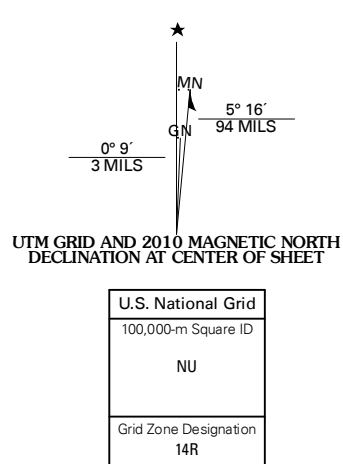 MN
5° 16´
94 MILS
GN
0° 9´
3 MILS
UTM GRID AND 2010 MAGNETIC NORTH
DECLINATION AT CENTER OF SHEET
U.S. National Grid
100,000-m Square ID
NU
Grid Zone Designation
14R